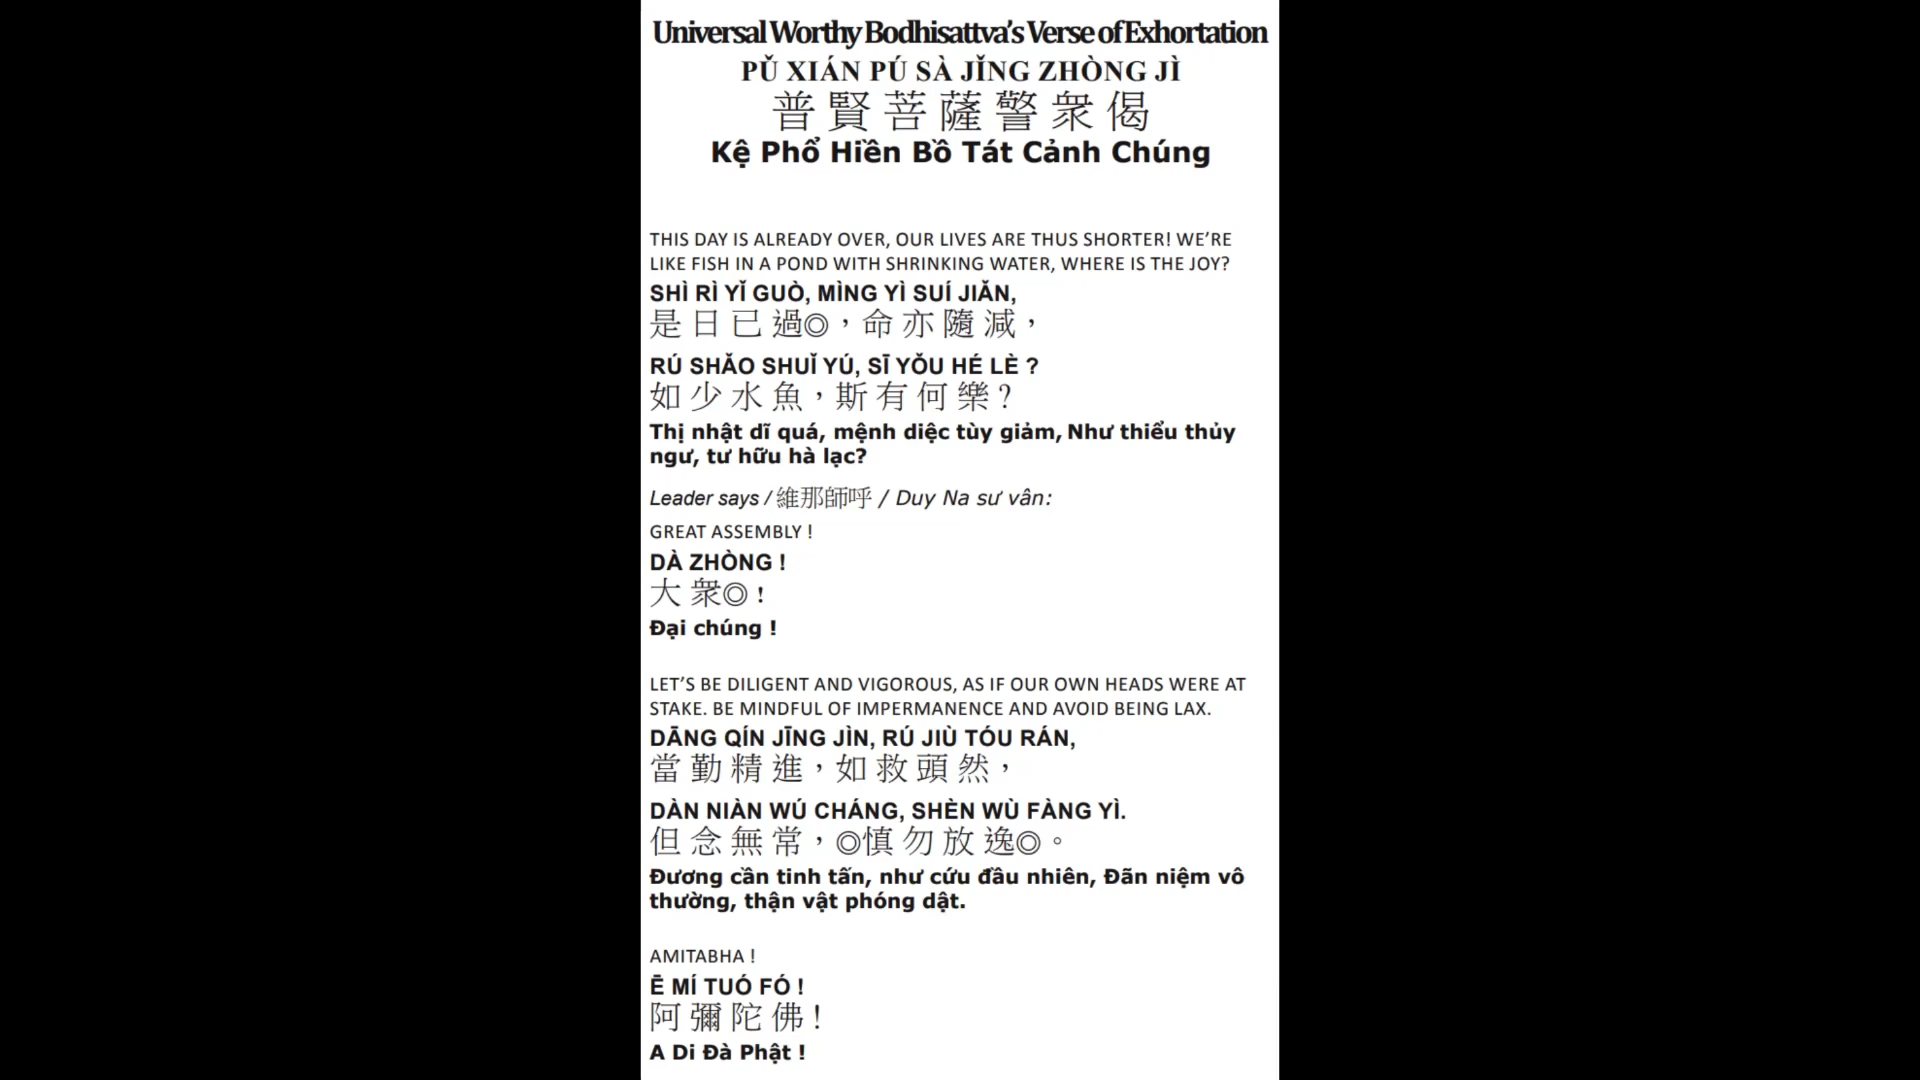 Universal Worthy Bodhisattva's Verse of Exhortation
PǓ XIÁN PÚ SÀ JǏNG ZHÒNG JÌ
普賢菩薩警衆偈
Kệ Phổ Hiền Bồ Tát Cảnh Chúng
THIS DAY IS ALREADY OVER, OUR LIVES ARE THUS SHORTER! WE'RE
LIKE FISH IN A POND WITH SHRINKING WATER, WHERE IS THE JOY?
SHÌ RÌ YǏ GUÒ, MÌNG YÌ SUÍ JIǍN,
是日已過◎，命亦隨減，
RÚ SHǍO SHUǏ YÚ, SĪ YǑU HÉ LÈ ?
如少水魚，斯有何樂?
Thị nhật dĩ quá, mệnh diệc tùy giảm, Như thiểu thủy
ngư, tư hữu hà lạc?
Leader says / 維那師呼 / Duy Na sư vân:
GREAT ASSEMBLY !
DÀ ZHÒNG !
大衆◎ !
Đại chúng !
LET'S BE DILIGENT AND VIGOROUS, AS IF OUR OWN HEADS WERE AT
STAKE. BE MINDFUL OF IMPERMANENCE AND AVOID BEING LAX.
DĀNG QÍN JĪNG JÌN, RÚ JIÙ TÓU RÁN,
當勤精進，如救頭然，
DÀN NIÀN WÚ CHÁNG, SHÈN WÙ FÀNG YÌ.
但念無常，◎慎勿放逸◎。
Đương cần tinh tấn, như cứu đầu nhiên, Đãn niệm vô
thường, thận vật phóng dật.
AMITABHA !
Ē MÍ TUÓ FÓ !
阿彌陀佛!
A Di Đà Phật !